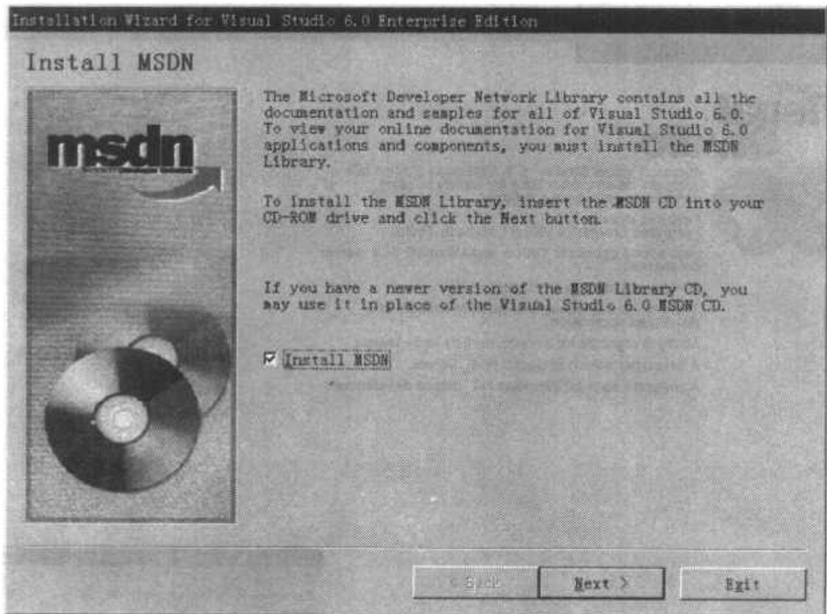 Installation Wizard for Visual Studio 6.0 Enterprise Edition
Install MSDN
msdn
The Microsoft Developer Network Library contains all the
documentation and samples for all of Visual Studio 6.0.
To view your online documentation for Visual Studio 6.0
applications and components, you must install the MSDN
Library.
To install the MSDN Library, insert the MSDN CD into your
CD-ROM drive and click the Next button.
If you have a newer version of the MSDN Library CD, you
may use it in place of the Visual Studio 6.0 MSDN CD.
Install MSDN
< Back
Next >
Exit